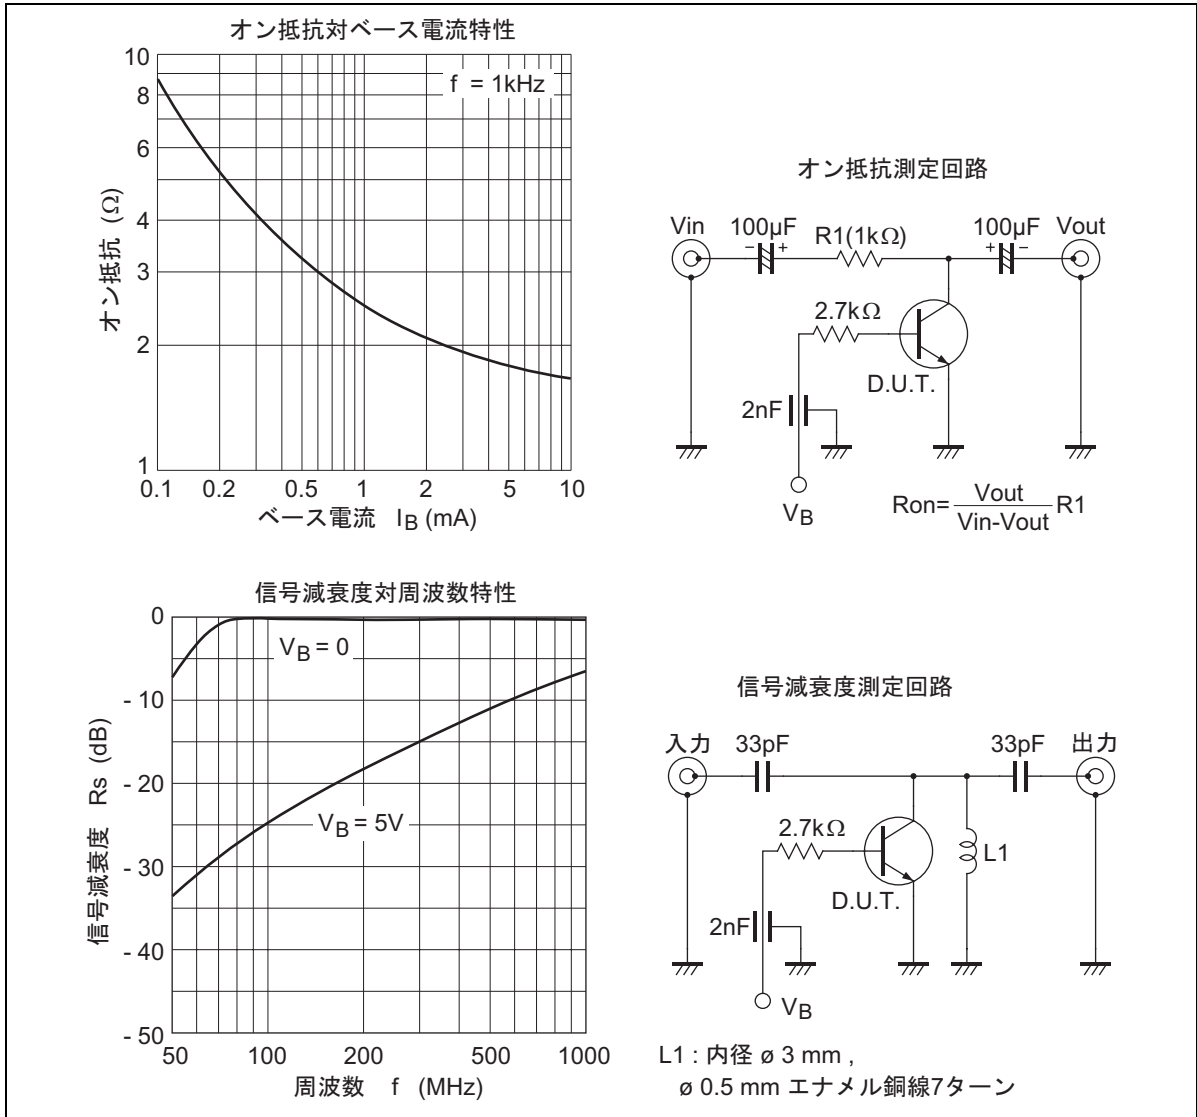 オン抵抗対ベース電流特性
10
8
6
4
3
2
1
オン抵抗 (Ω)
f = 1kHz
0.1 0.2 0.5 1 2 5 10
ベース電流 IB (mA)
オン抵抗測定回路
Vin 100µF R1(1kΩ) 100µF Vout
− + + −
2.7kΩ
D.U.T.
2nF
VB
Ron= Vout / Vin-Vout R1
信号減衰度対周波数特性
0
- 10
- 20
- 30
- 40
- 50
信号減衰度 Rs (dB)
VB = 0
VB = 5V
50 100 200 500 1000
周波数 f (MHz)
信号減衰度測定回路
入力 33pF 33pF 出力
2.7kΩ
L1
D.U.T.
2nF
VB
L1 : 内径 ø 3 mm ,
ø 0.5 mm エナメル銅線7ターン